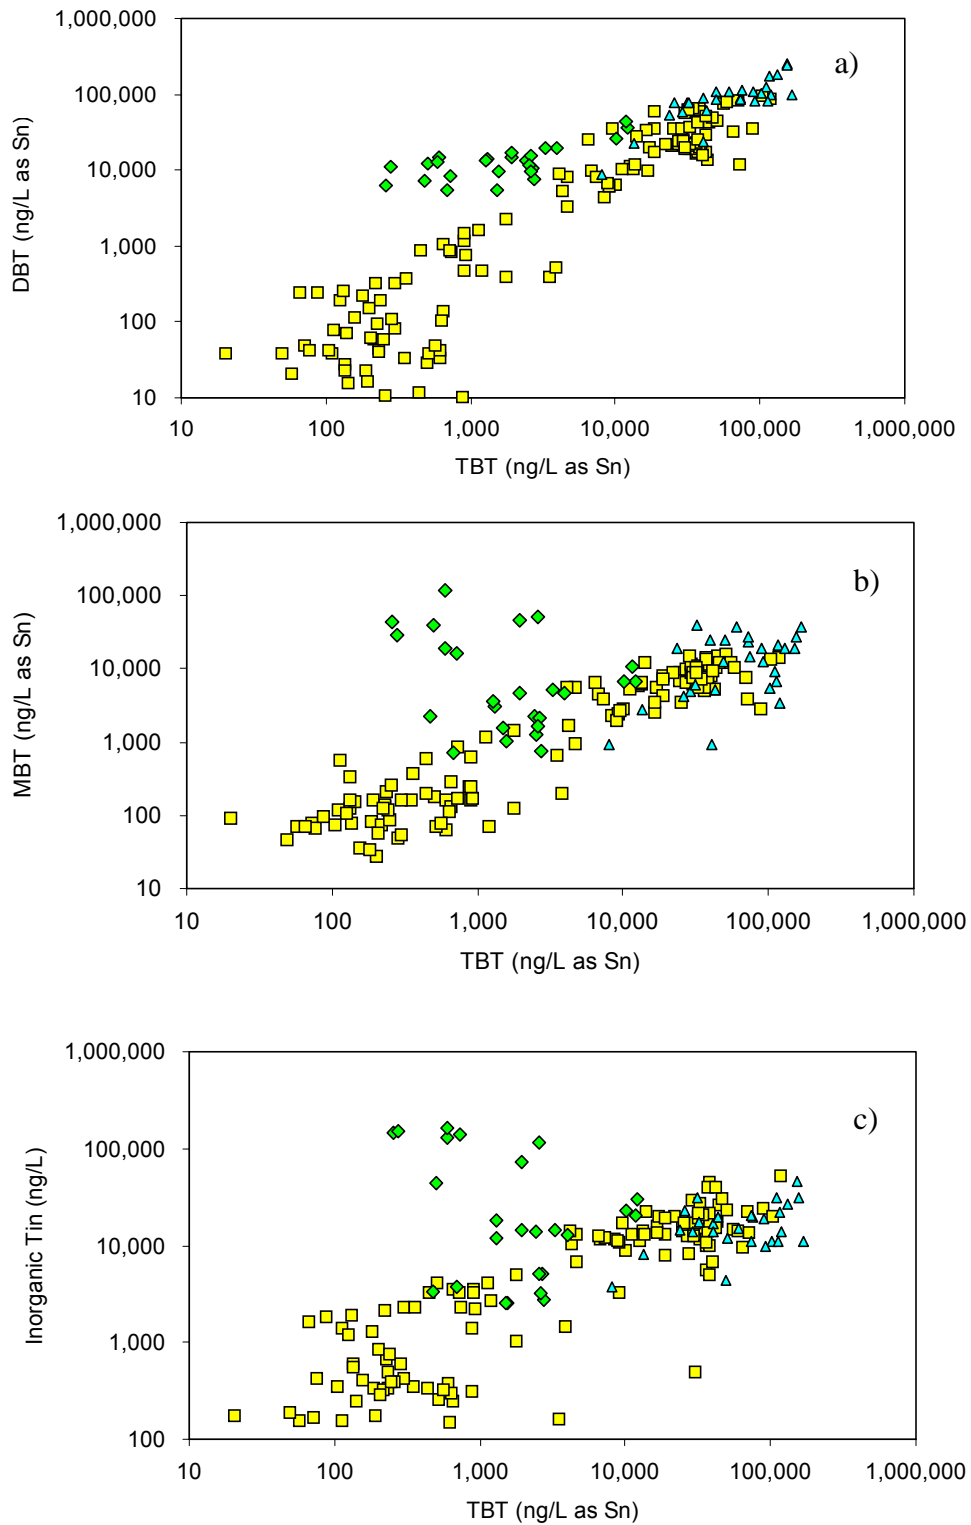 1,000,000
100,000
10,000
1,000
100
10
DBT (ng/L as Sn)
a)
10 100 1,000 10,000 100,000 1,000,000
TBT (ng/L as Sn)
1,000,000
100,000
10,000
1,000
100
10
MBT (ng/L as Sn)
b)
10 100 1,000 10,000 100,000 1,000,000
TBT (ng/L as Sn)
1,000,000
100,000
10,000
1,000
100
Inorganic Tin (ng/L)
c)
10 100 1,000 10,000 100,000 1,000,000
TBT (ng/L as Sn)